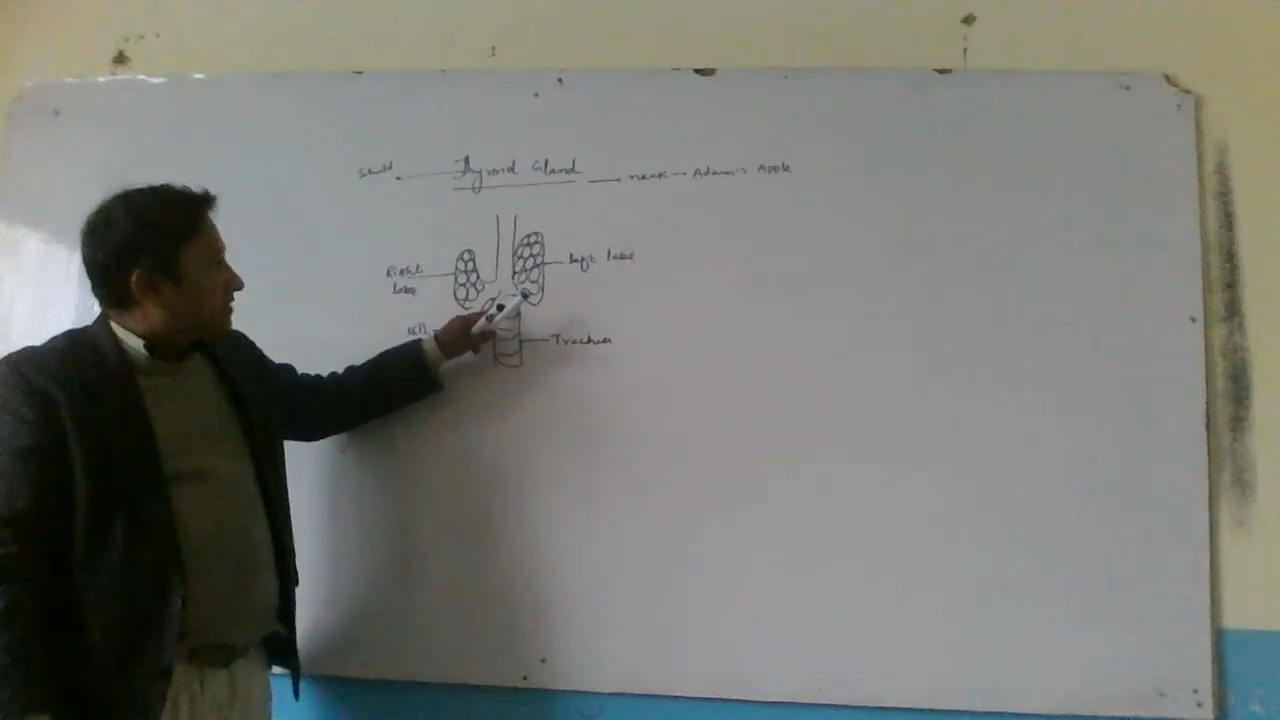 Shield Thyroid Gland neck Adam's Apple
Right
lobe
Left lobe
Trachea